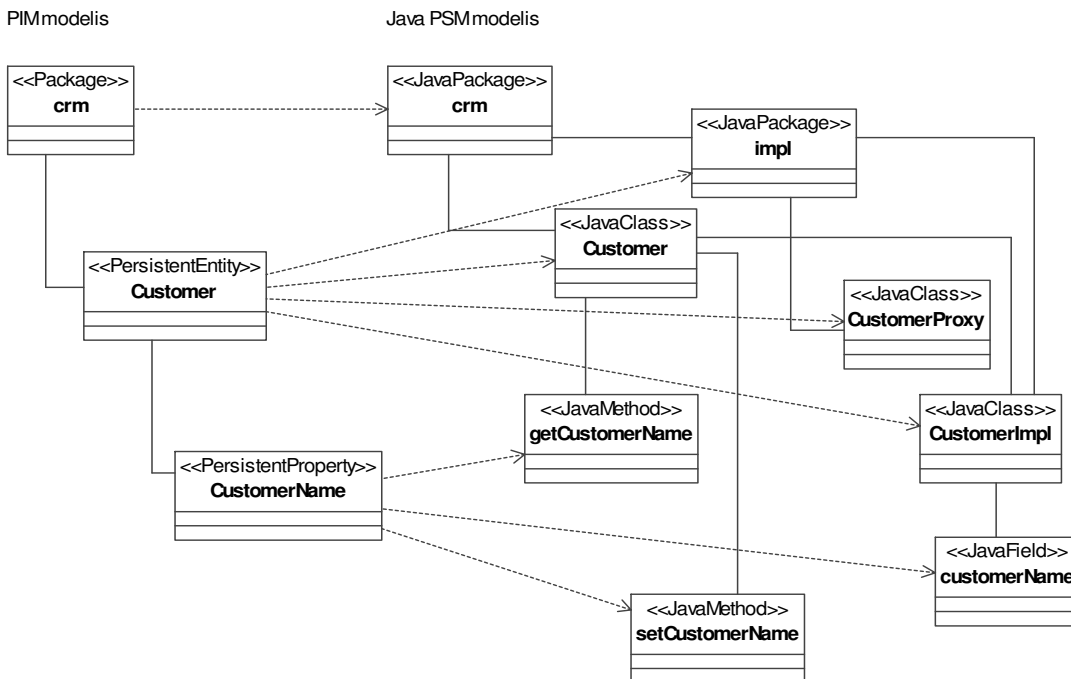 PIM modelis
Java PSM modelis
<<Package>>
crm
<<JavaPackage>>
crm
<<JavaPackage>>
impl
<<JavaClass>>
Customer
<<PersistentEntity>>
Customer
<<JavaClass>>
CustomerProxy
<<JavaMethod>>
getCustomerName
<<JavaClass>>
CustomerImpl
<<PersistentProperty>>
CustomerName
<<JavaField>>
customerName
<<JavaMethod>>
setCustomerName